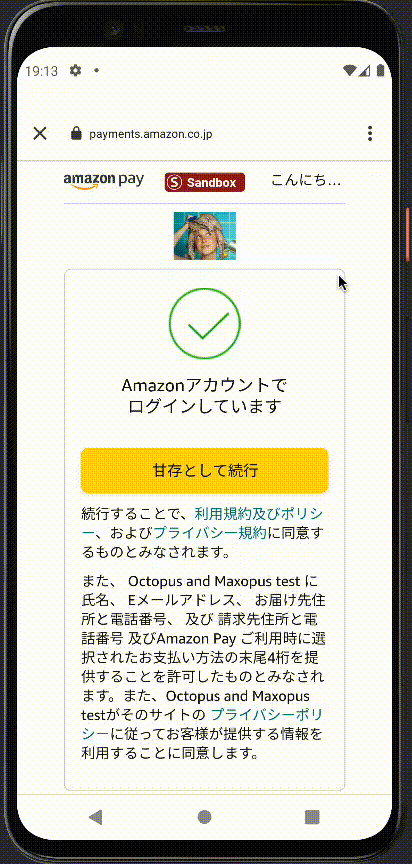 19:13
payments.amazon.co.jp
amazon pay
S Sandbox
こんにち...
Amazonアカウントで
ログインしています
甘存として続行
続行することで、利用規約及びポリシ
ー、およびプライバシー規約に同意す
るものとみなされます。
また、 Octopus and Maxopus test に
氏名、 Eメールアドレス、 お届け先住
所と電話番号、 及び 請求先住所と電
話番号 及びAmazon Pay ご利用時に選
択されたお支払い方法の末尾4桁を提
供することを許可したものとみなされ
ます。また、Octopus and Maxopus
testがそのサイトの プライバシーポリ
シーに従ってお客様が提供する情報を
利用することに同意します。